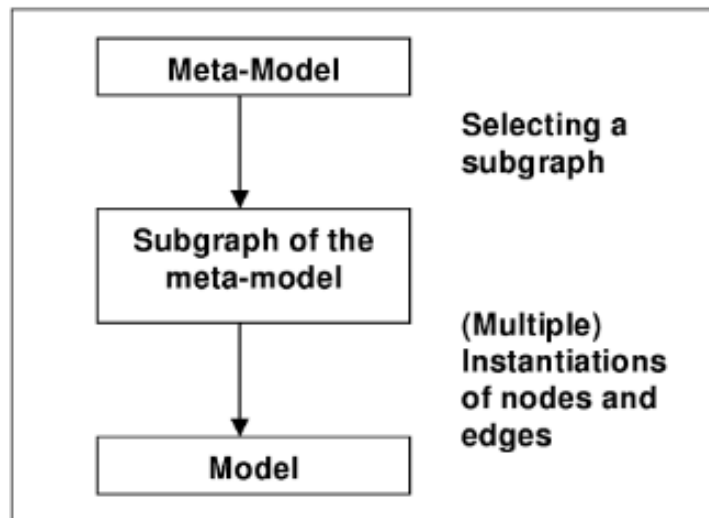 Meta-Model
Selecting a
subgraph
Subgraph of the
meta-model
(Multiple)
Instantiations
of nodes and
edges
Model